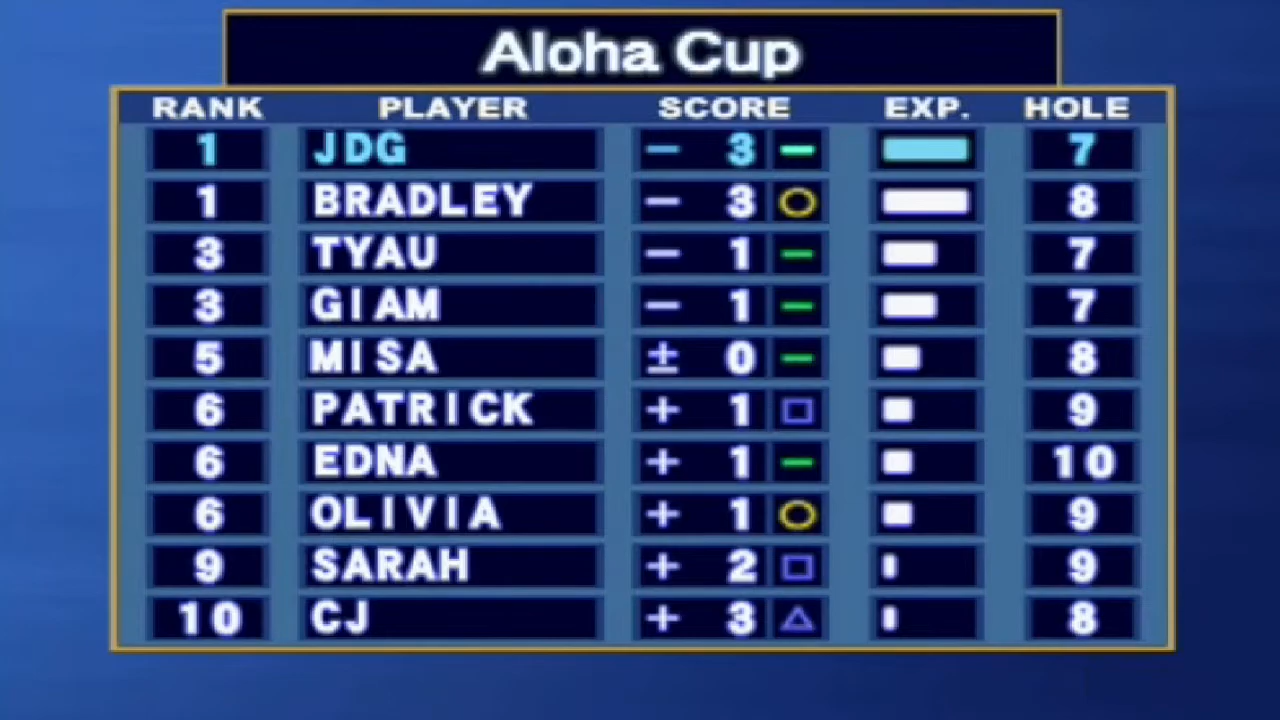 Aloha Cup
RANK PLAYER SCORE EXP. HOLE
1 JDG - 3 7
1 BRADLEY - 3 8
3 TYAU - 1 7
3 GIAM - 1 7
5 MISA ± 0 8
6 PATRICK + 1 9
6 EDNA + 1 10
6 OLIVIA + 1 9
9 SARAH + 2 9
10 CJ + 3 8